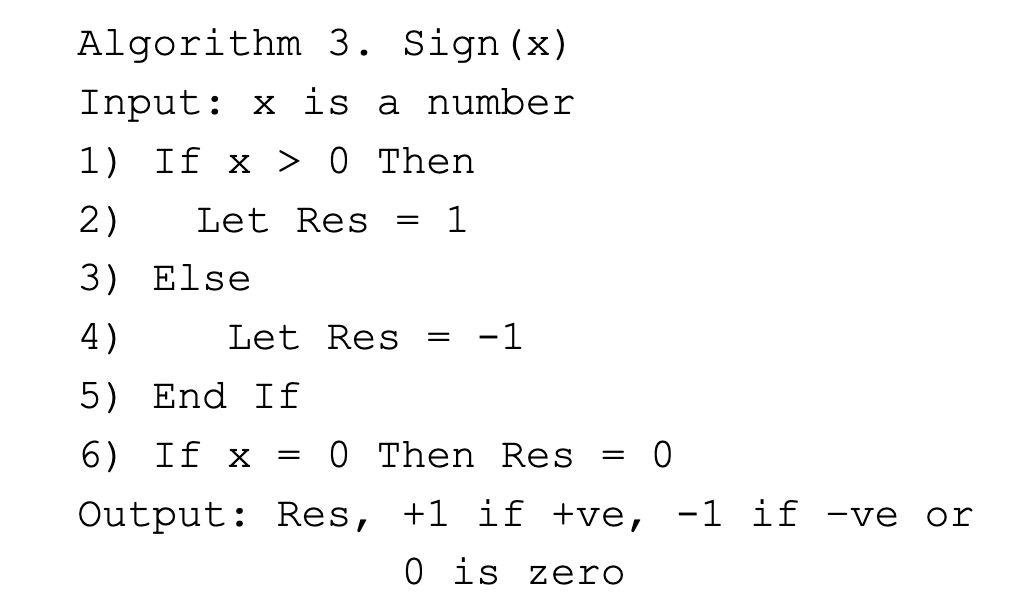 Algorithm 3. Sign(x)
Input: x is a number
1) If x > 0 Then
2)   Let Res = 1
3) Else
4)    Let Res = -1
5) End If
6) If x = 0 Then Res = 0
Output: Res, +1 if +ve, -1 if –ve or
0 is zero